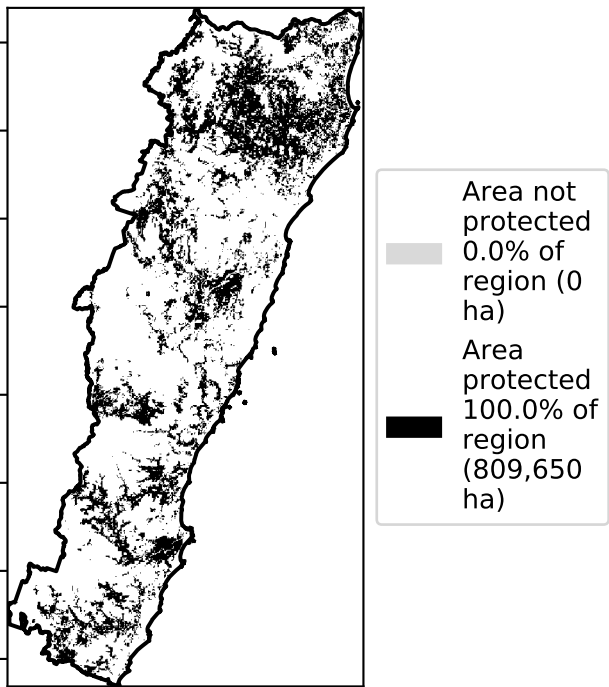 Area not
protected
0.0% of
region (0
ha)
Area
protected
100.0% of
region
(809,650
ha)